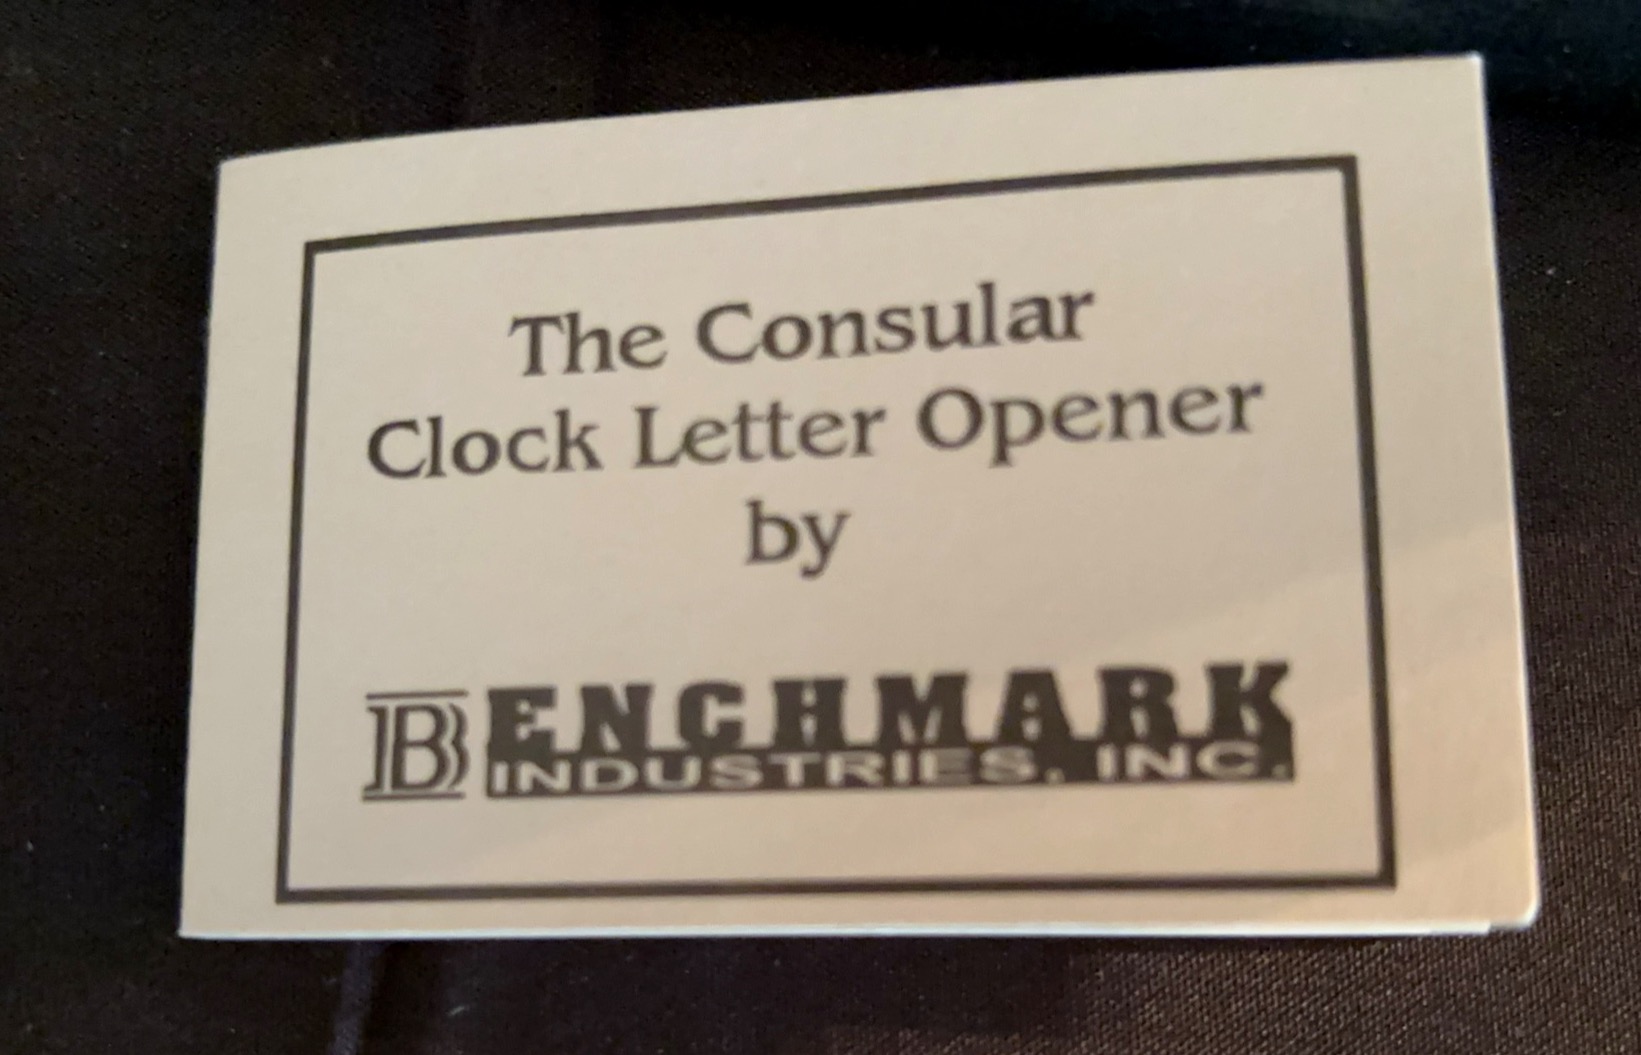 The Consular
Clock Letter Opener
by
BENCHMARK
INDUSTRIES, INC.